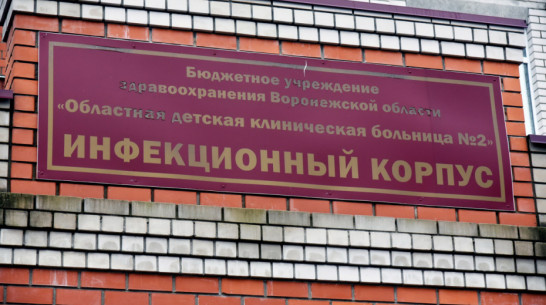 Бюджетное учреждение
здравоохранения Воронежской области
«Областная детская клиническая больница №2»
ИНФЕКЦИОННЫЙ КОРПУС